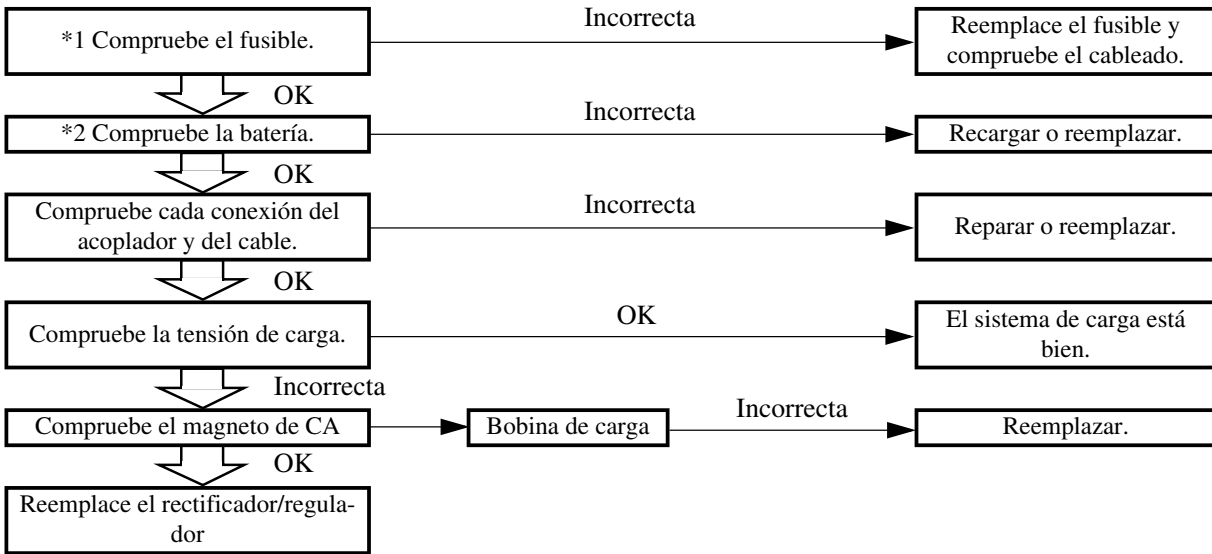 *1 Compruebe el fusible.
Incorrecta
Reemplace el fusible y
compruebe el cableado.
OK
*2 Compruebe la batería.
Incorrecta
Recargar o reemplazar.
OK
Compruebe cada conexión del
acoplador y del cable.
Incorrecta
Reparar o reemplazar.
OK
Compruebe la tensión de carga.
OK
El sistema de carga está
bien.
Incorrecta
Compruebe el magneto de CA
Bobina de carga
Incorrecta
Reemplazar.
OK
Reemplace el rectificador/regula-
dor